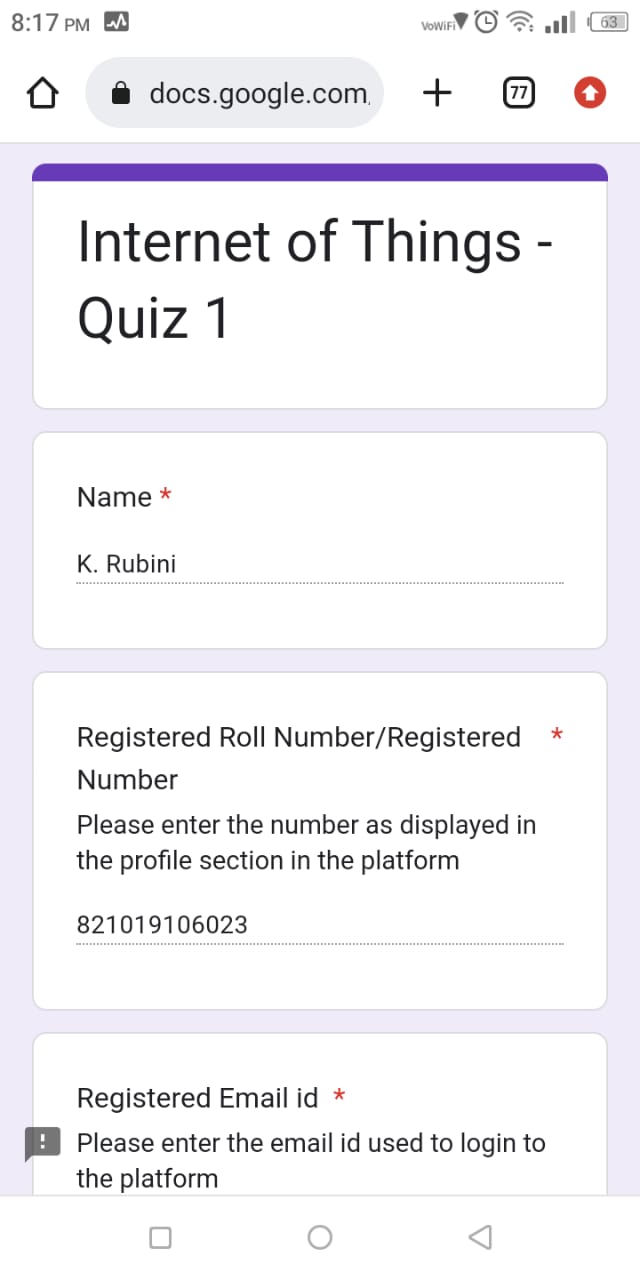 8:17 PM
VoWiFi
63
docs.google.com
77
Internet of Things -
Quiz 1
Name *
K. Rubini
Registered Roll Number/Registered *
Number
Please enter the number as displayed in
the profile section in the platform
821019106023
Registered Email id *
Please enter the email id used to login to
the platform